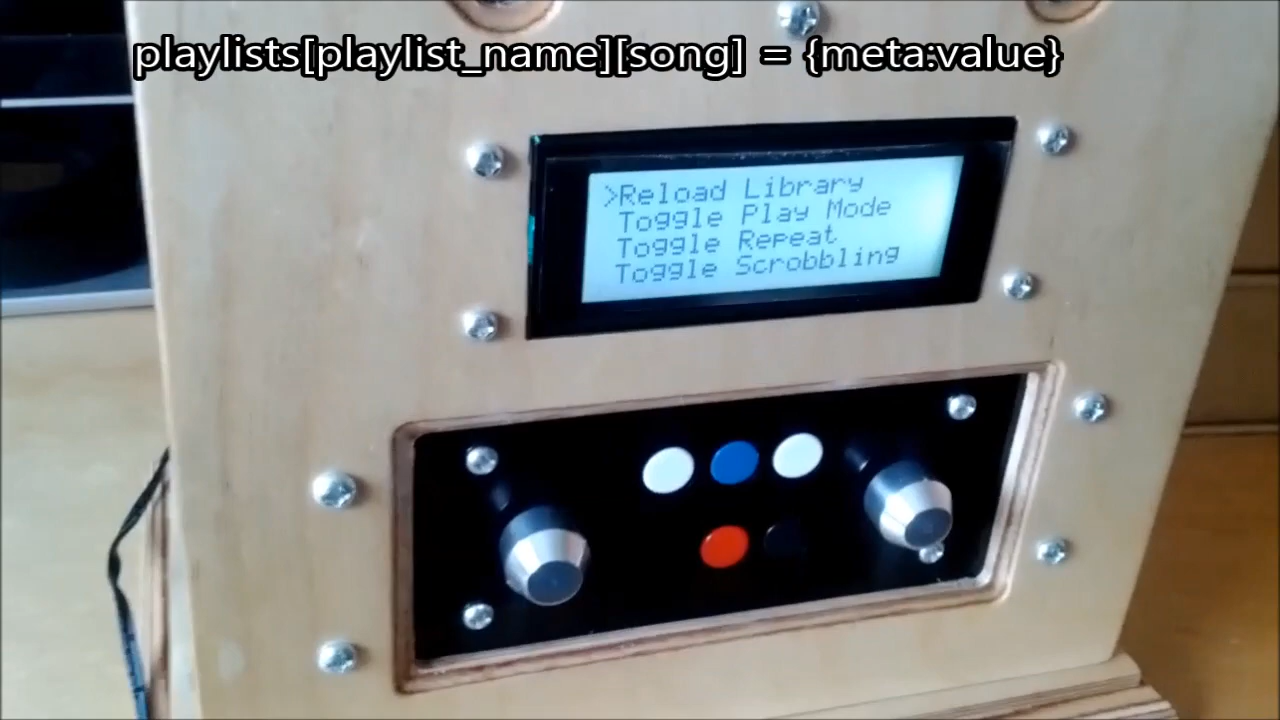 playlists[playlist_name][song] = {meta:value}
>Reload Library
Toggle Play Mode
Toggle Repeat
Toggle Scrobbling